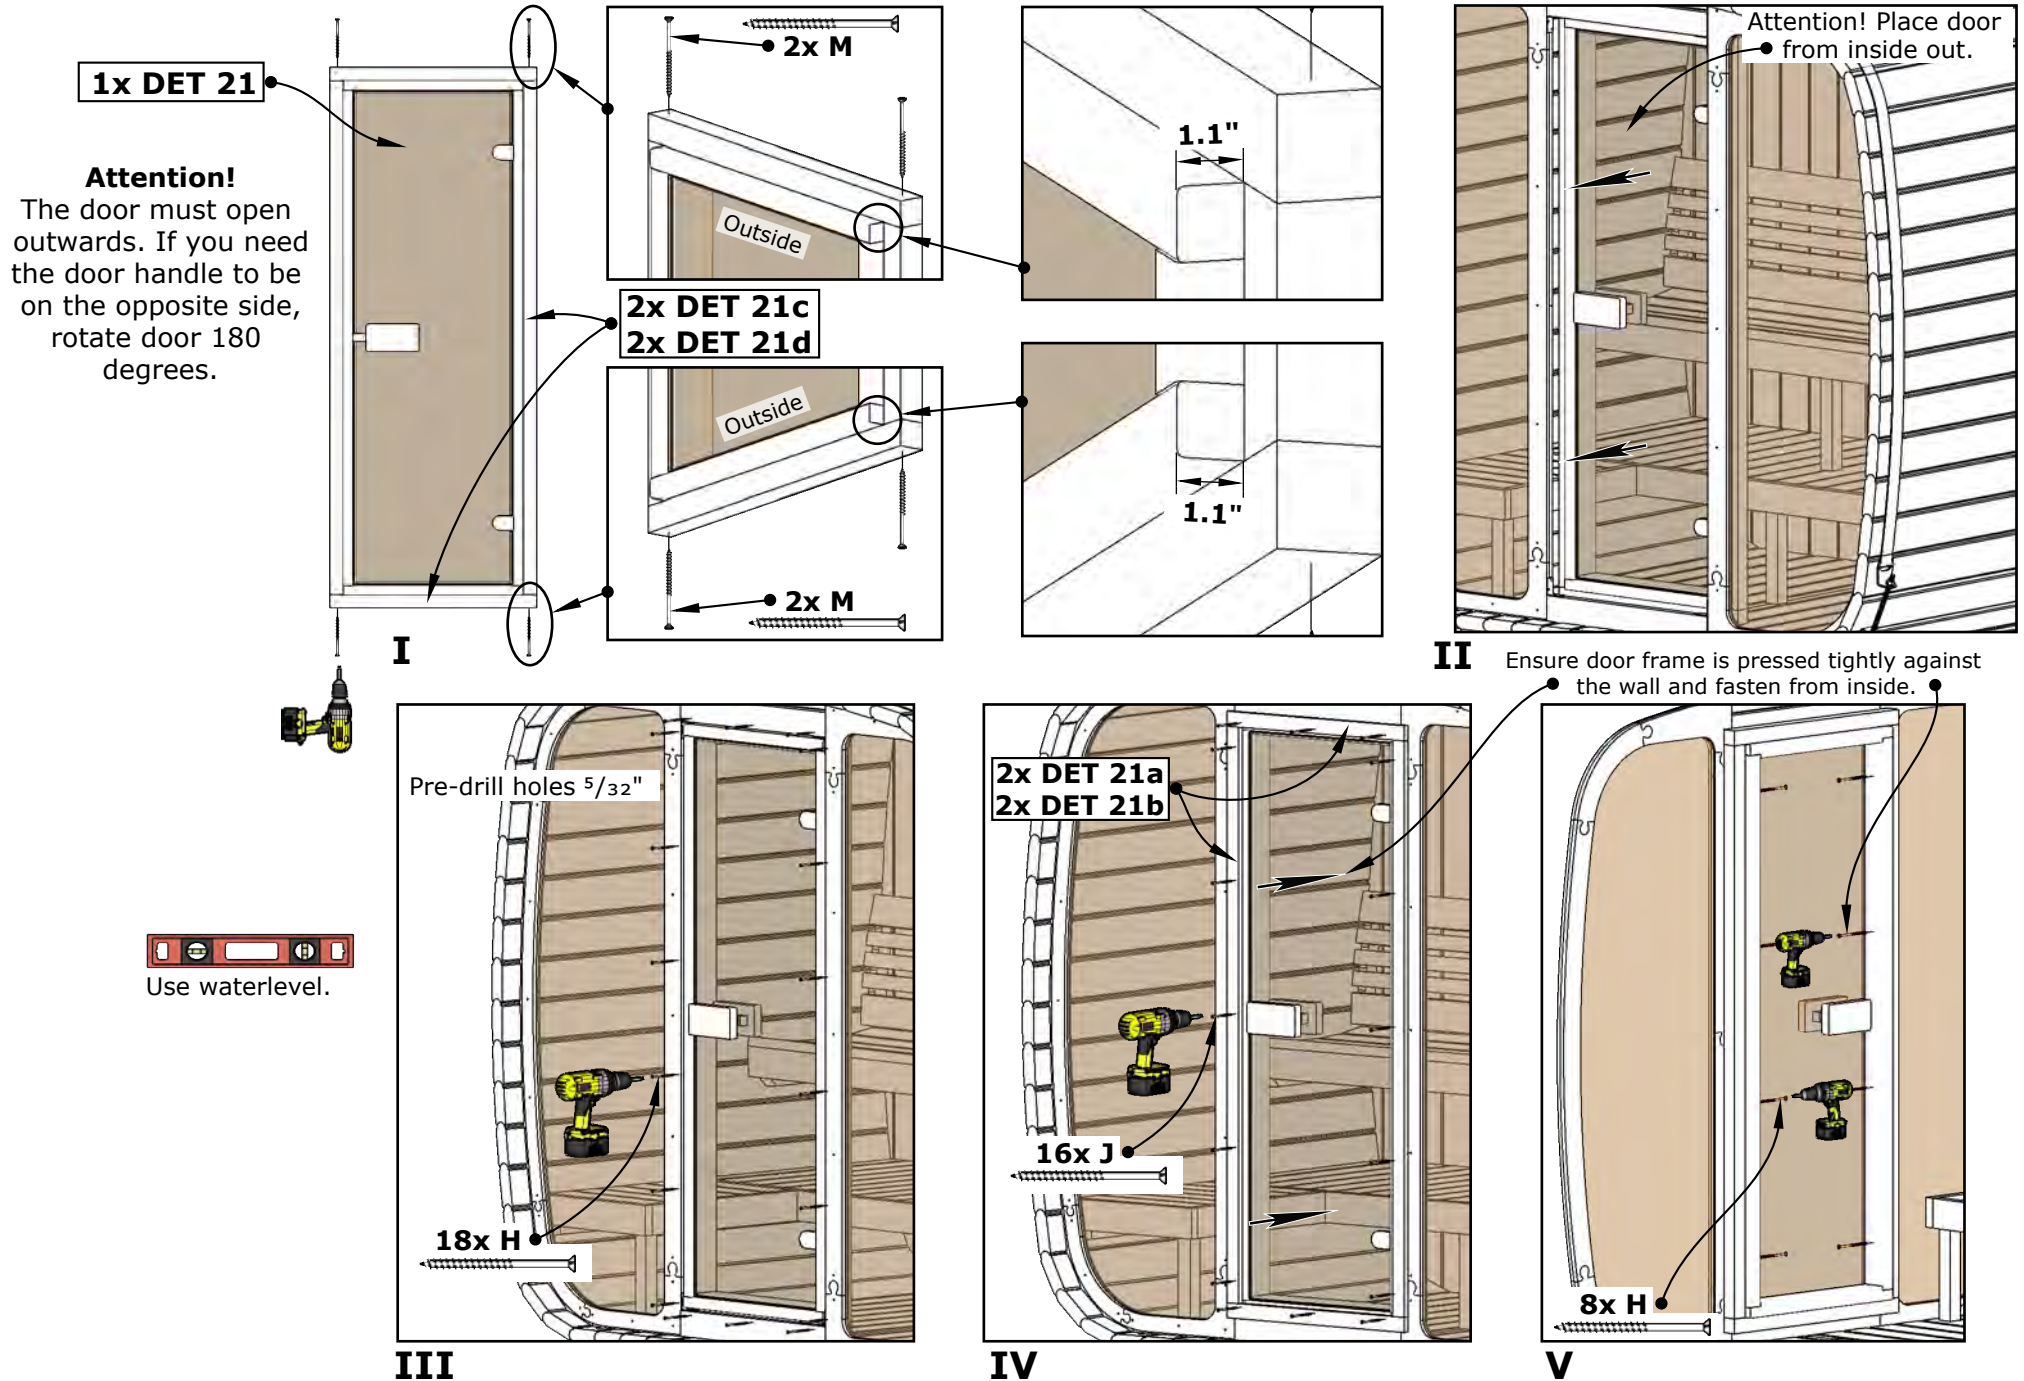 1x DET 21
Attention!
The door must open
outwards. If you need
the door handle to be
on the opposite side,
rotate door 180
degrees.
2x M
Outside
2x DET 21c
2x DET 21d
Outside
2x M
1.1"
1.1"
I
Attention! Place door
from inside out.
II
Ensure door frame is pressed tightly against
the wall and fasten from inside.
Use waterlevel.
Pre-drill holes ⁵/₃₂"
18x H
III
2x DET 21a
2x DET 21b
16x J
IV
8x H
V